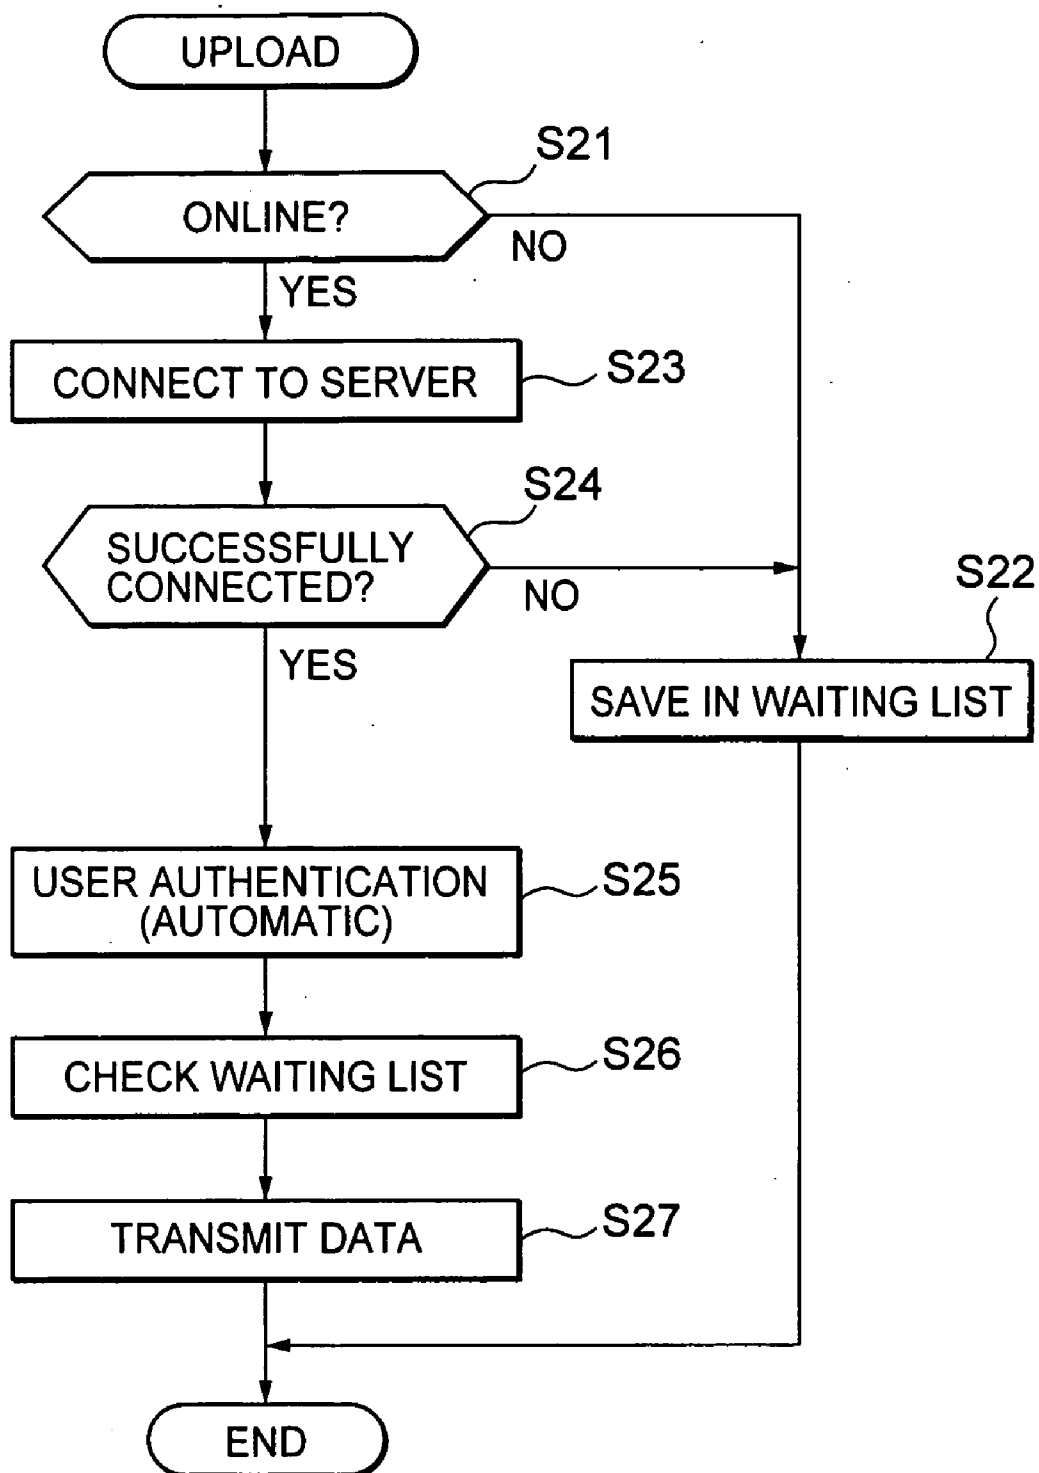 UPLOAD
S21
ONLINE?
NO
YES
CONNECT TO SERVER
S23
S24
SUCCESSFULLY
CONNECTED?
NO
YES
S22
SAVE IN WAITING LIST
USER AUTHENTICATION
(AUTOMATIC)
S25
CHECK WAITING LIST
S26
TRANSMIT DATA
S27
END